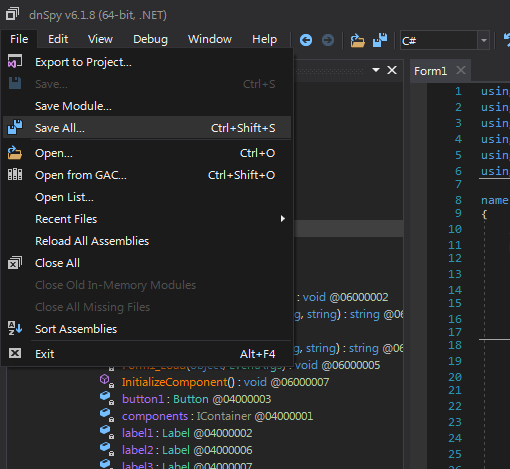 dnSpy v6.1.8 (64-bit, .NET)
File Edit View Debug Window Help C#
Export to Project...
Save... Ctrl+S
Save Module...
Save All... Ctrl+Shift+S
Open... Ctrl+O
Open from GAC... Ctrl+Shift+O
Open List...
Recent Files
Reload All Assemblies
Close All
Close Old In-Memory Modules
Close All Missing Files
Sort Assemblies
Exit Alt+F4
: void @06000002
, string) : string @06
g, string) : string @06
Form1_Load(object, EventArgs) : void @06000005
InitializeComponent() : void @06000007
button1 : Button @04000003
components : IContainer @04000001
label1 : Label @04000002
label2 : Label @04000006
label3 : Label @04000007
Form1
1 usin
2 usin
3 usin
4 usin
5 usin
6 usin
7
8 name
9 {
10
11
12
13
14
15
16
17
18
19
20
21
22
23
24
25